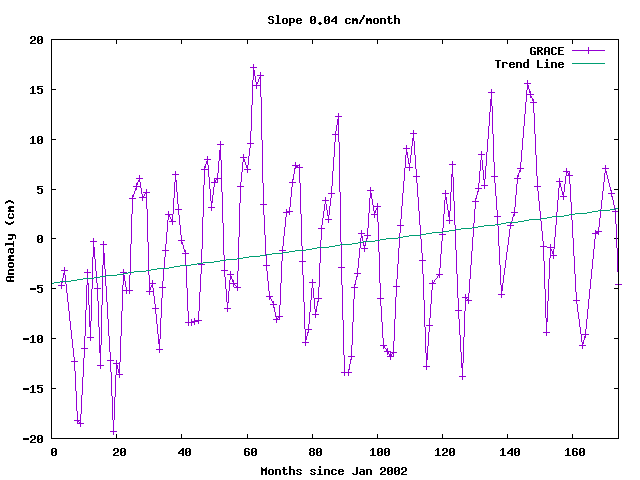 Slope 0.04 cm/month
GRACE
Trend Line
20
15
10
5
0
-5
-10
-15
-20
Anomaly (cm)
0 20 40 60 80 100 120 140 160
Months since Jan 2002